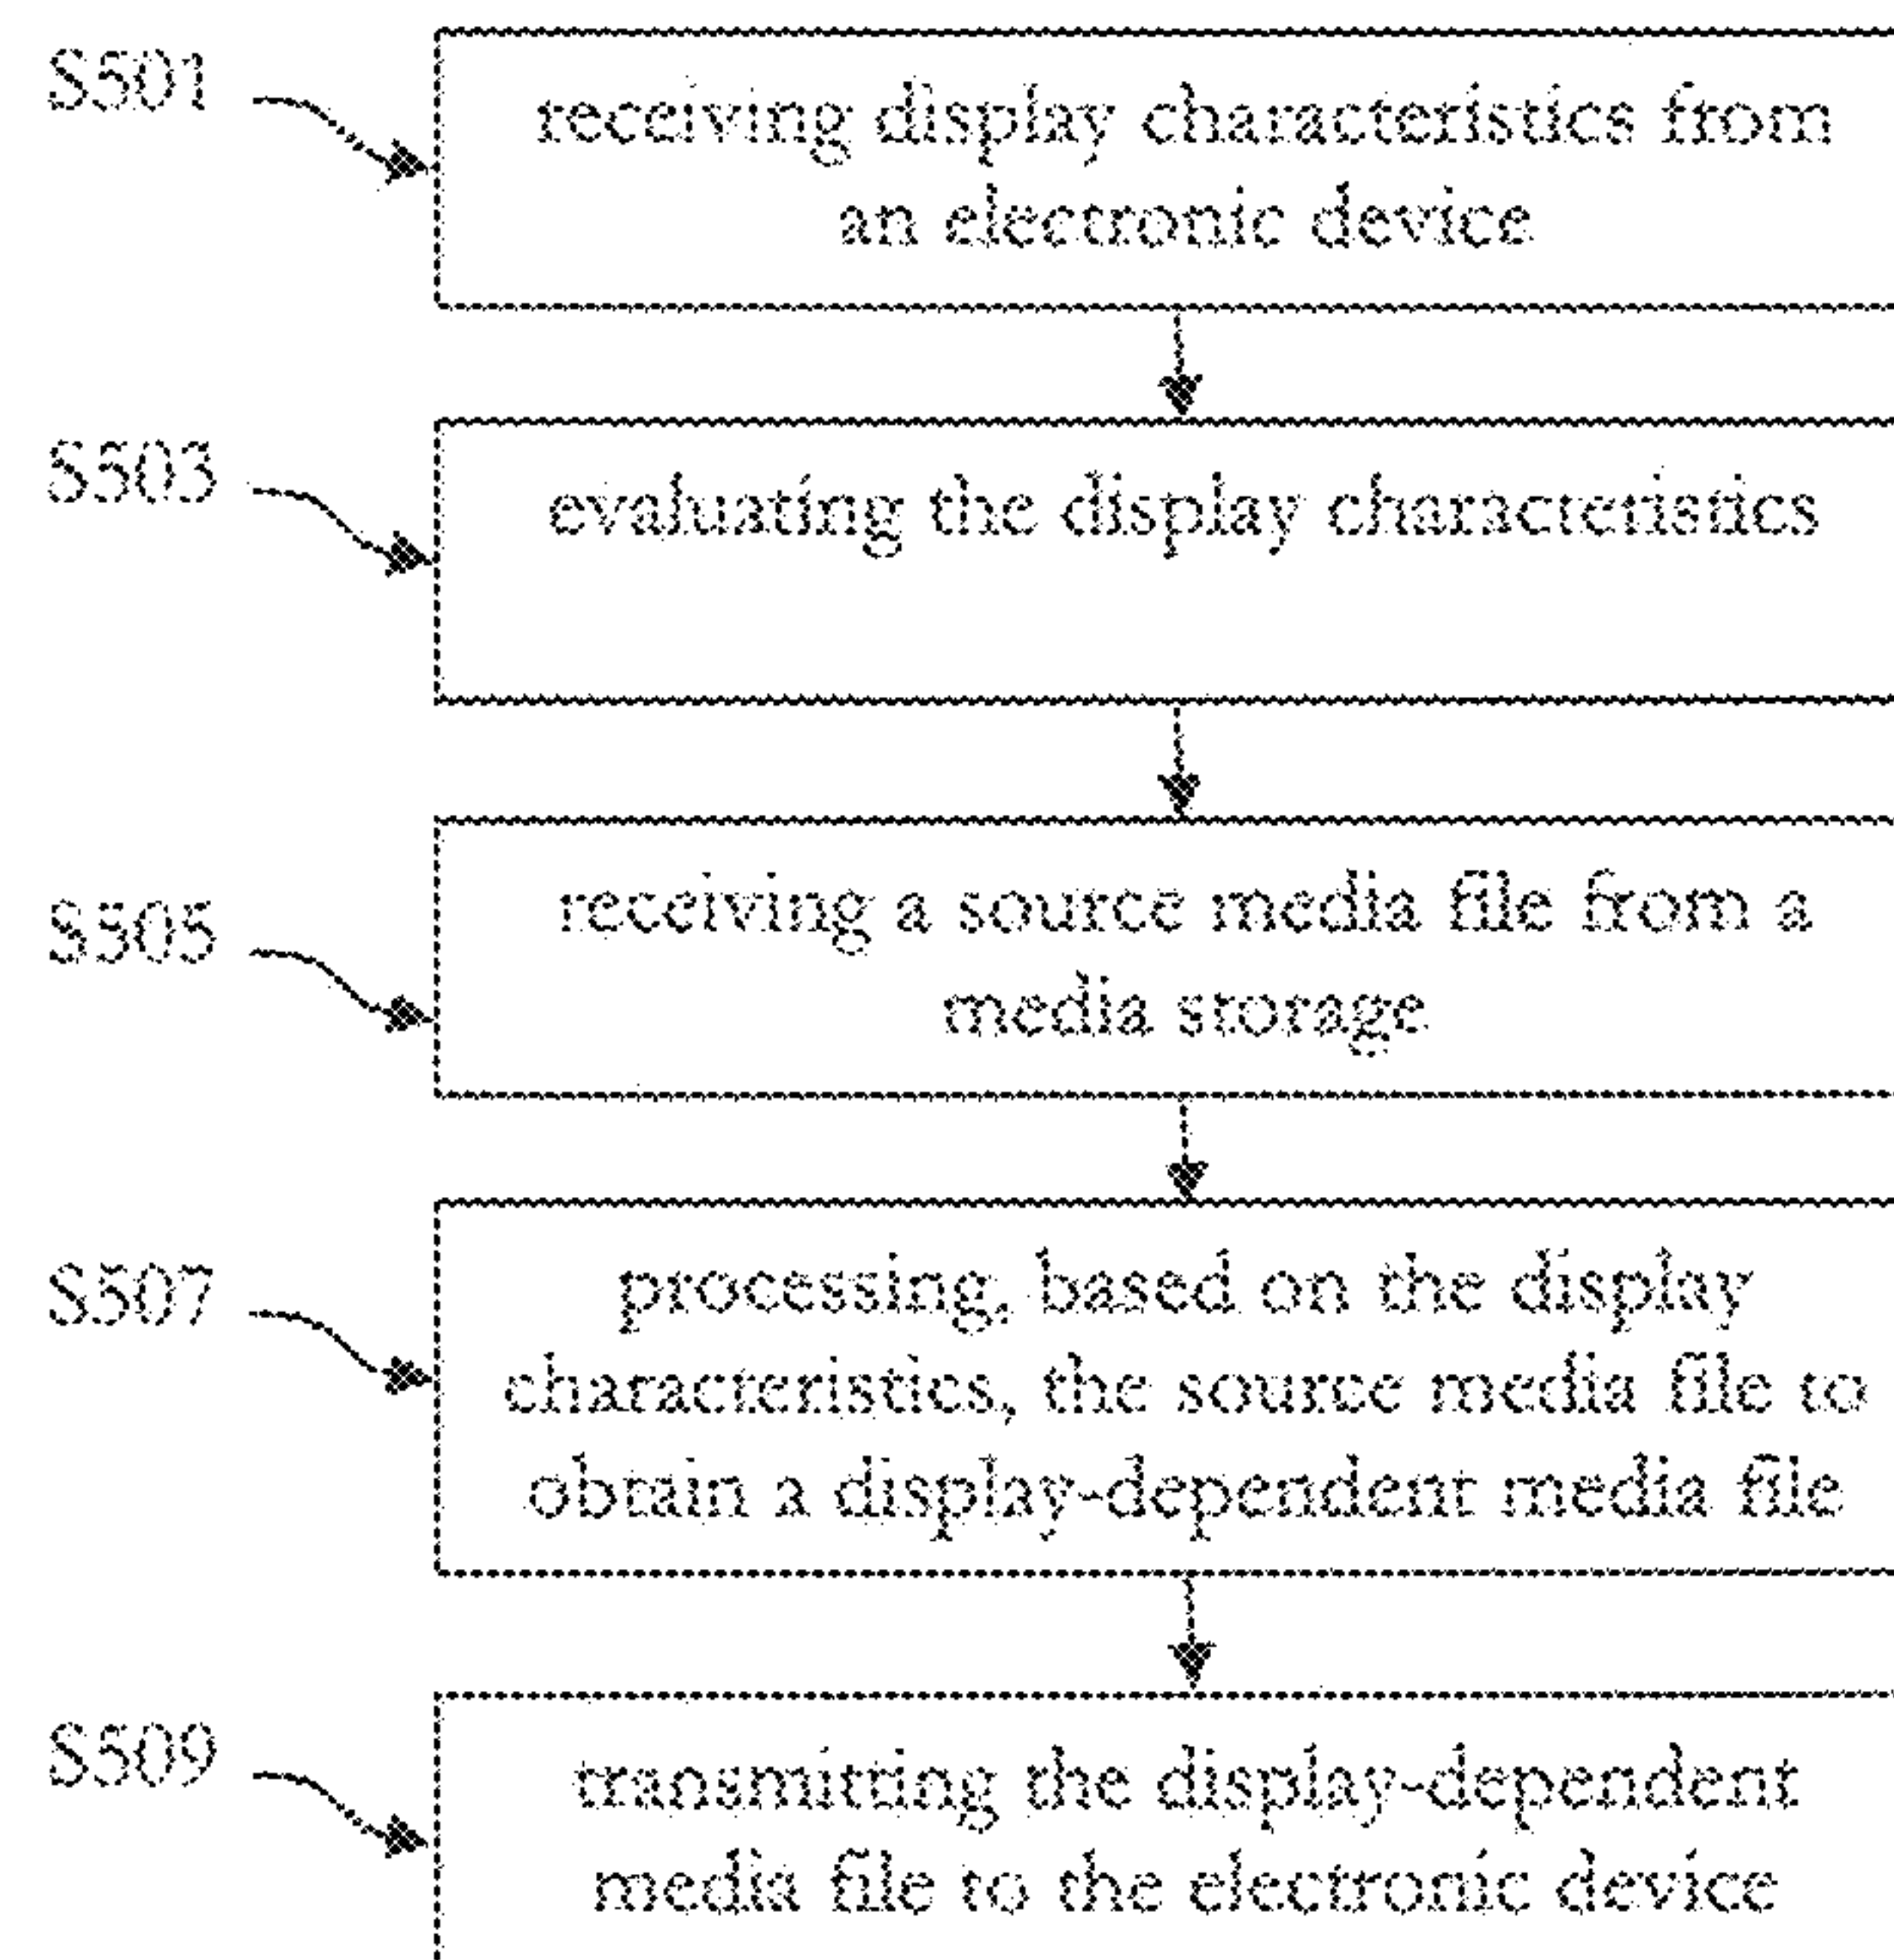 S501
receiving display characteristics from
an electronic device
S503
evaluating the display characteristics
S505
receiving a source media file from a
media storage
S507
processing, based on the display
characteristics, the source media file to
obtain a display-dependent media file
S509
transmitting the display-dependent
media file to the electronic device